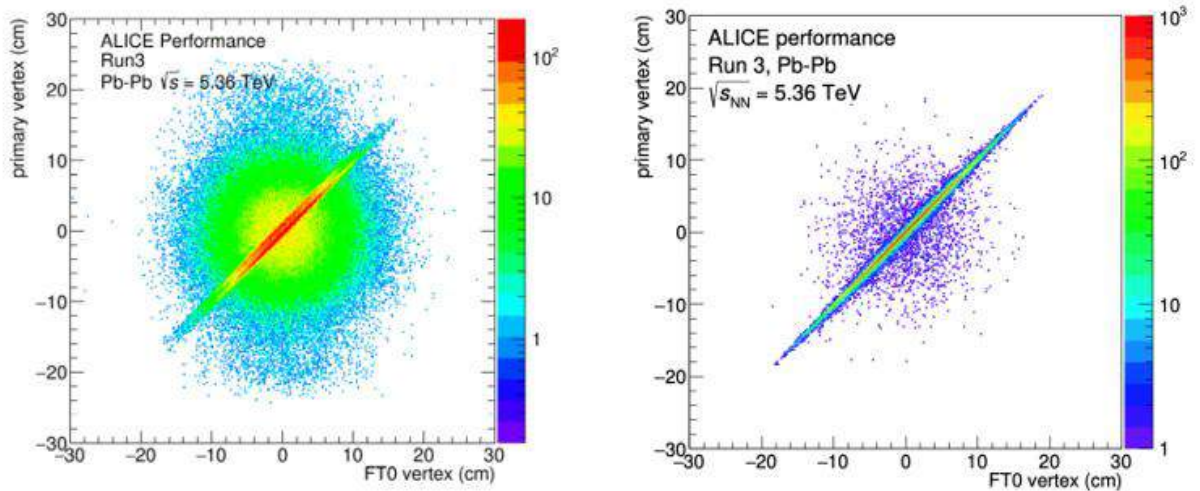 primary vertex (cm)
30
20
10
0
−10
−20
−30
ALICE Performance
Run3
Pb-Pb √s = 5.36 TeV
−30 −20 −10 0 10 20 30
FT0 vertex (cm)
10²
10
1
primary vertex (cm)
30
20
10
0
−10
−20
−30
ALICE performance
Run 3, Pb-Pb
√sNN = 5.36 TeV
−30 −20 −10 0 10 20 30
FT0 vertex (cm)
10³
10²
10
1